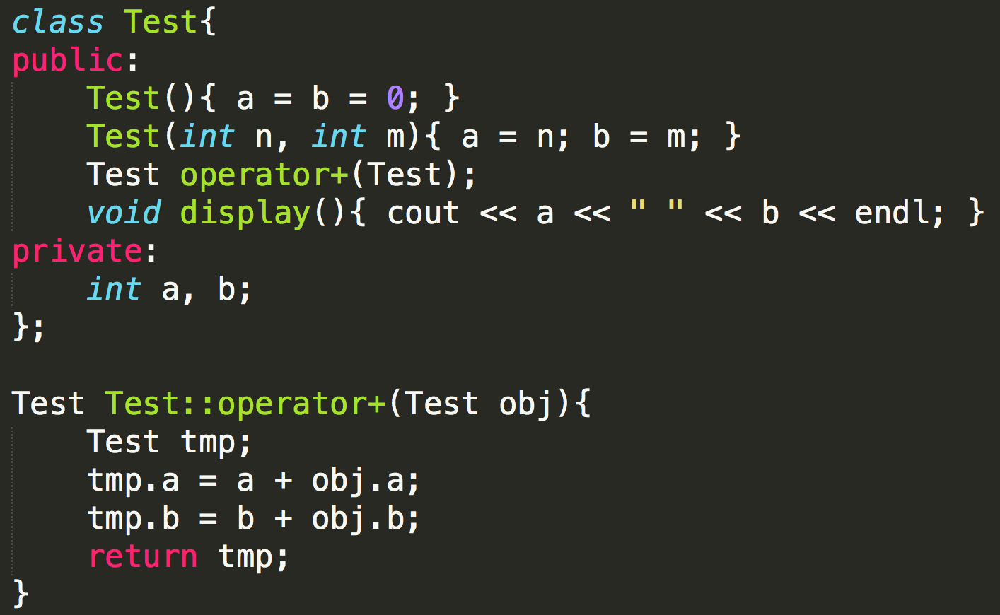 class Test{
public:
    Test(){ a = b = 0; }
    Test(int n, int m){ a = n; b = m; }
    Test operator+(Test);
    void display(){ cout << a << " " << b << endl; }
private:
    int a, b;
};

Test Test::operator+(Test obj){
    Test tmp;
    tmp.a = a + obj.a;
    tmp.b = b + obj.b;
    return tmp;
}